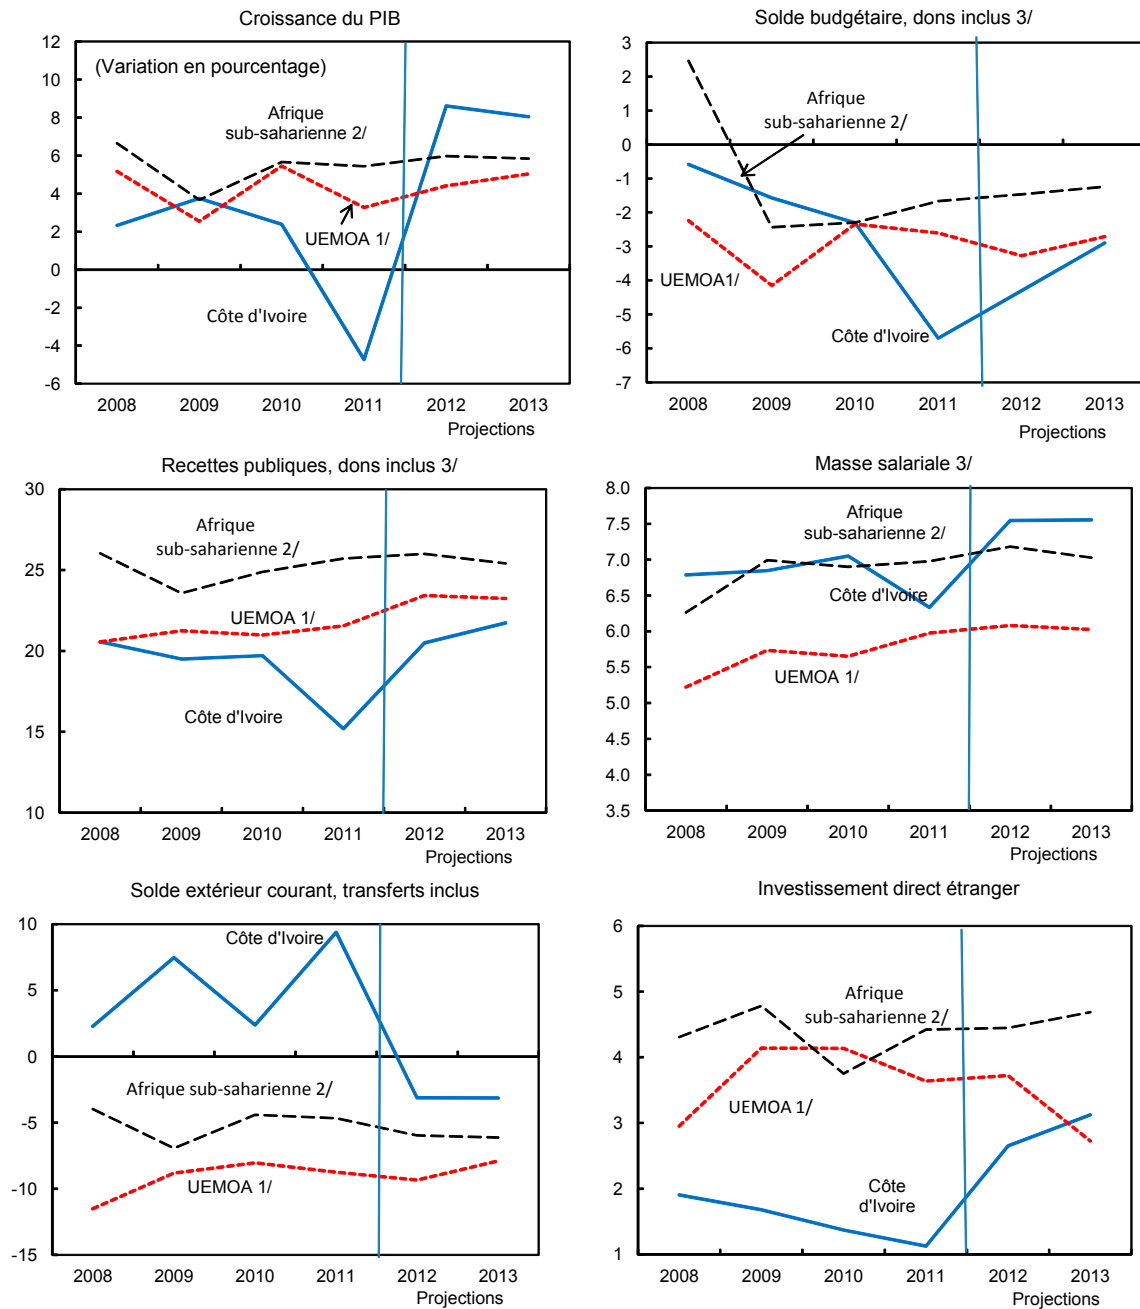 Croissance du PIB
12
(Variation en pourcentage)
10
Afrique
sub-saharienne 2/
8
6
4
2
UEMOA 1/
0
Côte d'Ivoire
-2
-4
-6
2008 2009 2010 2011 2012 2013
Projections
Solde budgétaire, dons inclus 3/
3
2
Afrique
sub-saharienne 2/
1
0
-1
-2
-3
UEMOA1/
-4
-5
Côte d'Ivoire
-6
-7
2008 2009 2010 2011 2012 2013
Projections
Recettes publiques, dons inclus 3/
30
Afrique
sub-saharienne 2/
25
UEMOA 1/
20
Côte d'Ivoire
15
10
2008 2009 2010 2011 2012 2013
Projections
Masse salariale 3/
8.0
Afrique
sub-saharienne 2/
7.5
7.0
Côte d'Ivoire
6.5
6.0
5.5
UEMOA 1/
5.0
4.5
4.0
3.5
2008 2009 2010 2011 2012 2013
Projections
Solde extérieur courant, transferts inclus
10
Côte d'Ivoire
5
0
Afrique sub-saharienne 2/
-5
UEMOA 1/
-10
-15
2008 2009 2010 2011 2012 2013
Projections
Investissement direct étranger
6
Afrique
sub-saharienne 2/
5
4
UEMOA 1/
3
Côte
d'Ivoire
2
1
2008 2009 2010 2011 2012 2013
Projections